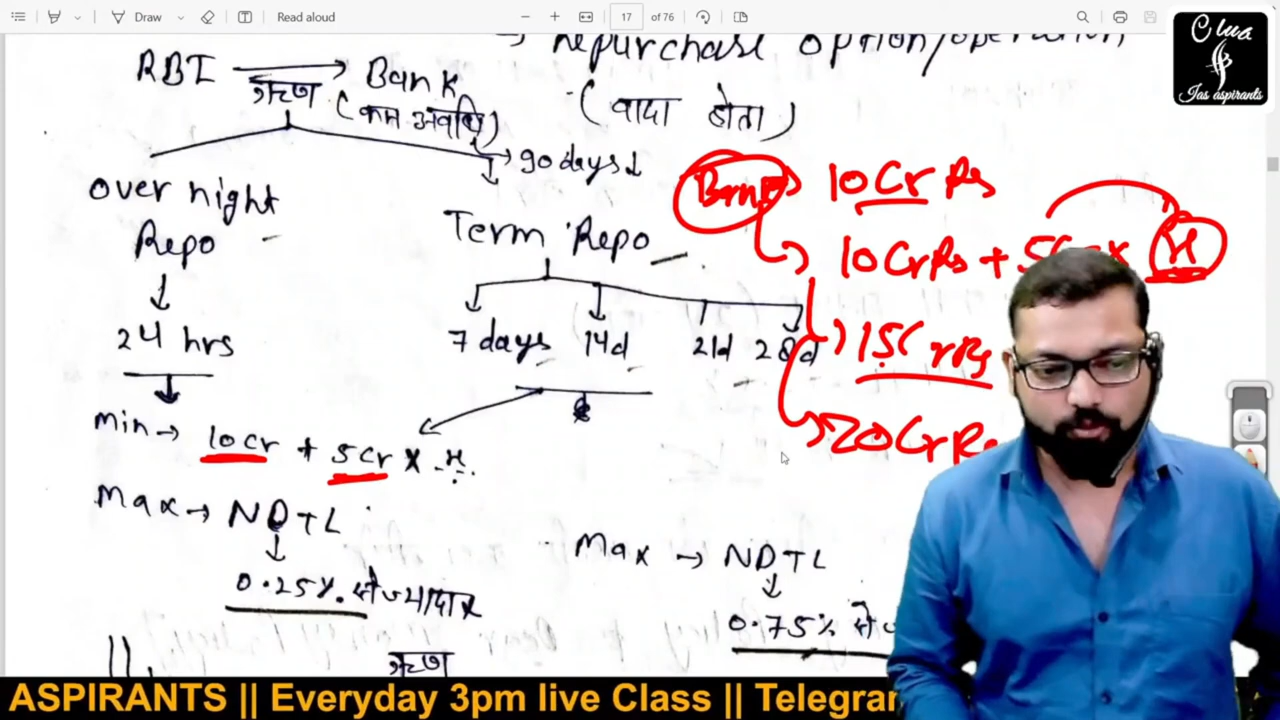 Draw
Read aloud
17 of 76
Clua
Ias aspirants
Repurchase option/operation
RBI → Bank
ऋण
(कम अवधि)
(वादा होता)
→ 90 days↓
over night
Repo
Term Repo
24 hrs
7 days 14d 21d 28d
min → 10Cr + 5Cr x n
Max → NDTL
0.25% से ज्यादा x
Max → NDTL
0.75% से
ऋण
Bank → 10Cr Rs
10Cr Rs + 5Cr x n
15Cr Rs
20Cr Rs
ASPIRANTS || Everyday 3pm live Class || Telegra